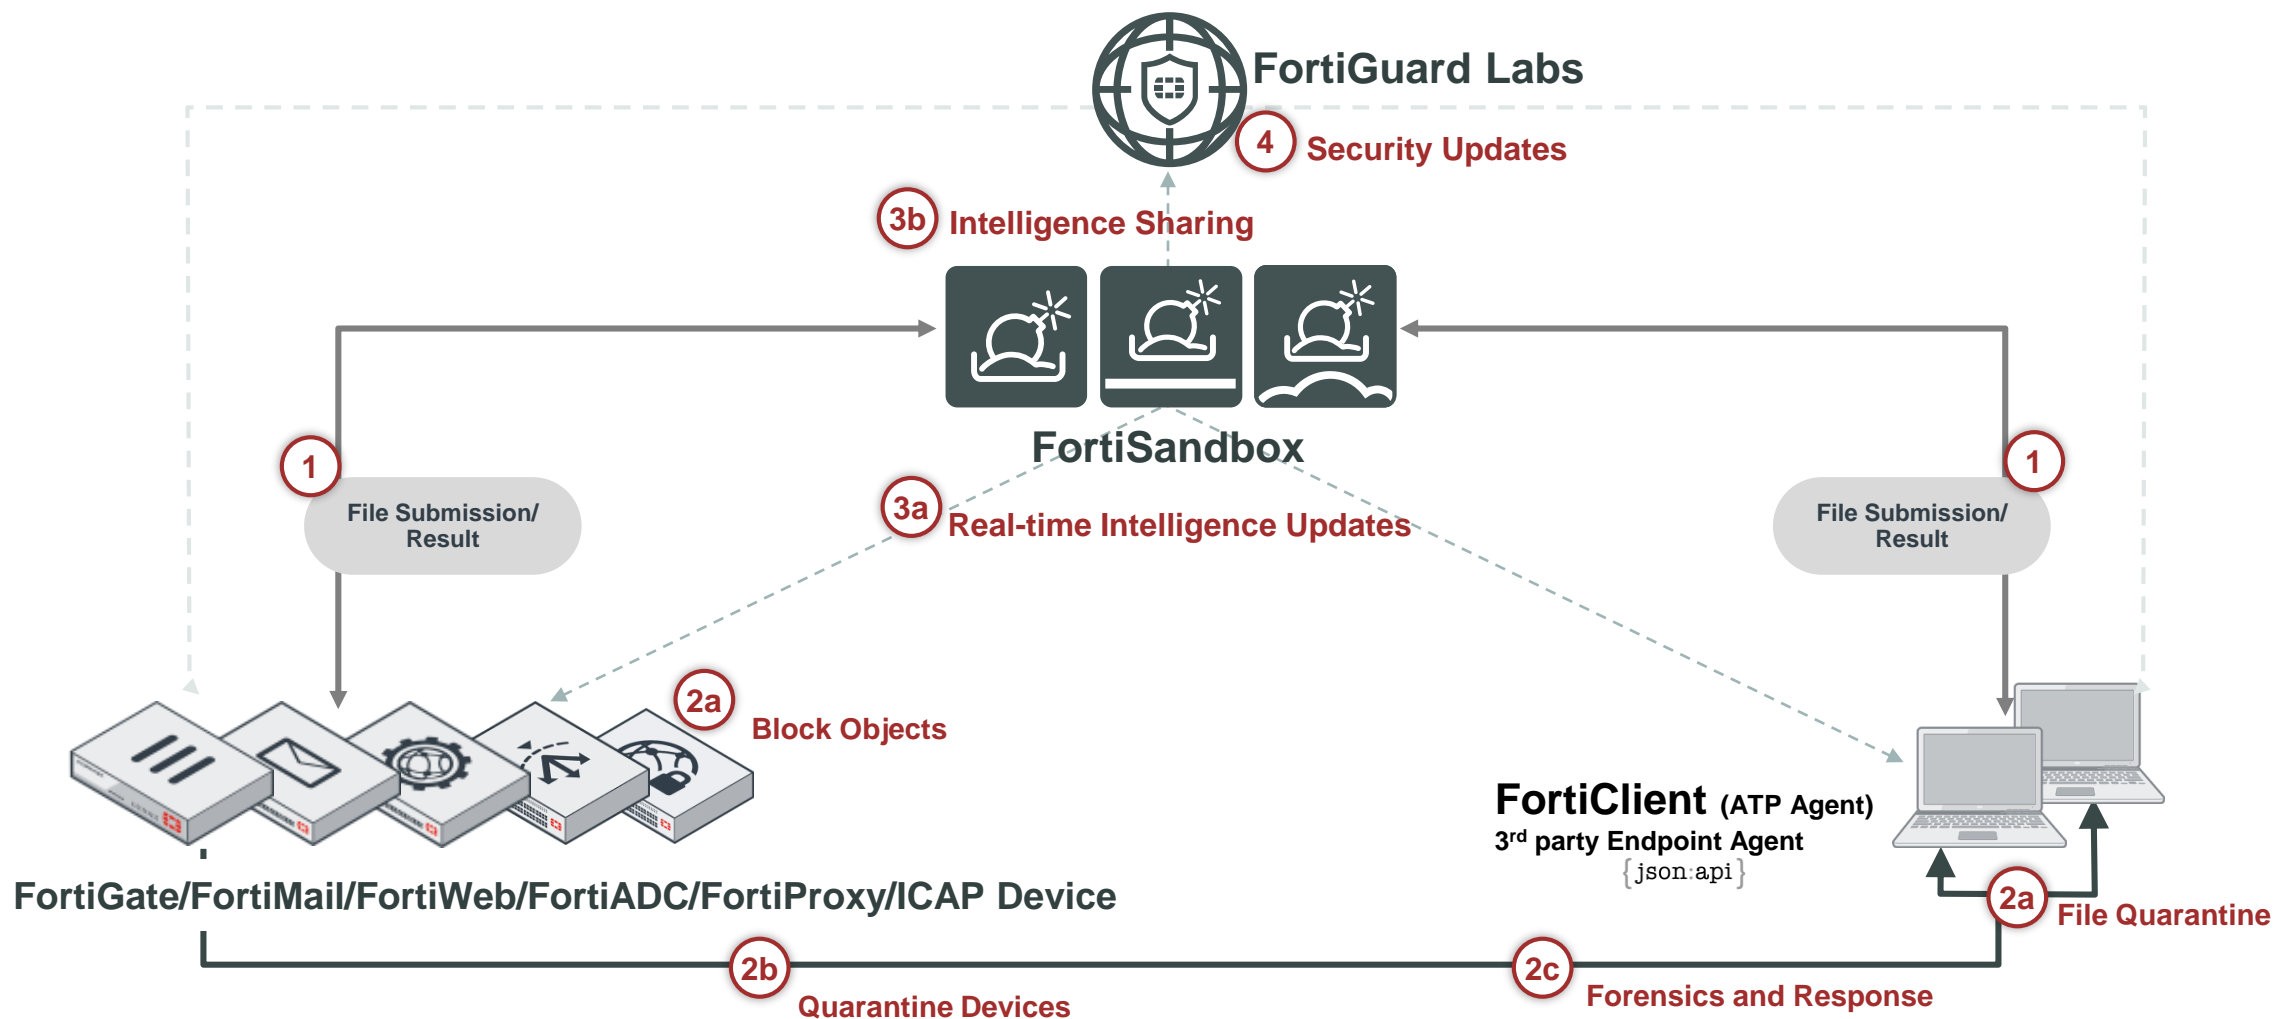 FortiGuard Labs
4 Security Updates
3b Intelligence Sharing
FortiSandbox
1
File Submission/
Result
1
File Submission/
Result
3a Real-time Intelligence Updates
2a Block Objects
FortiClient (ATP Agent)
3rd party Endpoint Agent
{json:api}
FortiGate/FortiMail/FortiWeb/FortiADC/FortiProxy/ICAP Device
2a File Quarantine
2b Quarantine Devices
2c Forensics and Response